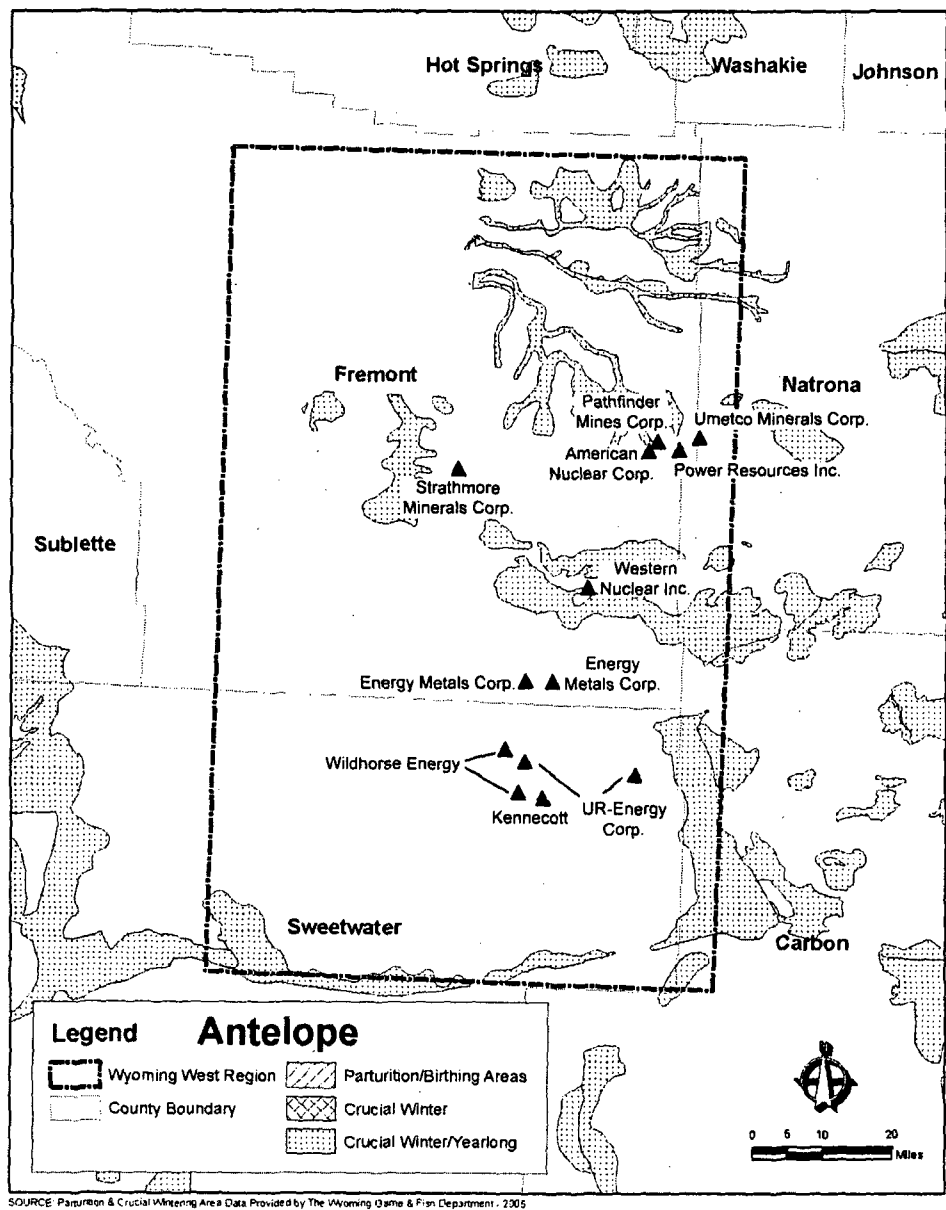 Hot Springs
Washakie
Johnson
Fremont
Natrona
Pathfinder
Mines Corp.
Umetco Minerals Corp.
American
Nuclear Corp.
Power Resources Inc.
Strathmore
Minerals Corp.
Sublette
Western
Nuclear Inc.
Energy Metals Corp.
Energy
Metals Corp.
Wildhorse Energy
Kennecott
UR-Energy
Corp.
Sweetwater
Carbon
Legend
Antelope
Wyoming West Region
Parturition/Birthing Areas
County Boundary
Crucial Winter
Crucial Winter/Yearlong
0 5 10 20
Miles
SOURCE: Parturition & Crucial Wintering Area Data Provided by The Wyoming Game & Fish Department - 2005